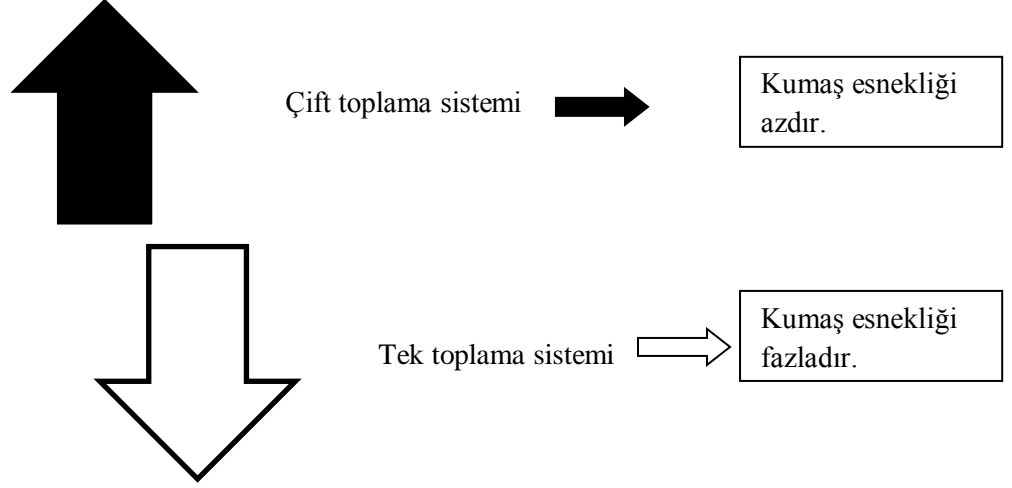 Çift toplama sistemi
Kumaş esnekliği
azdır.
Tek toplama sistemi
Kumaş esnekliği
fazladır.